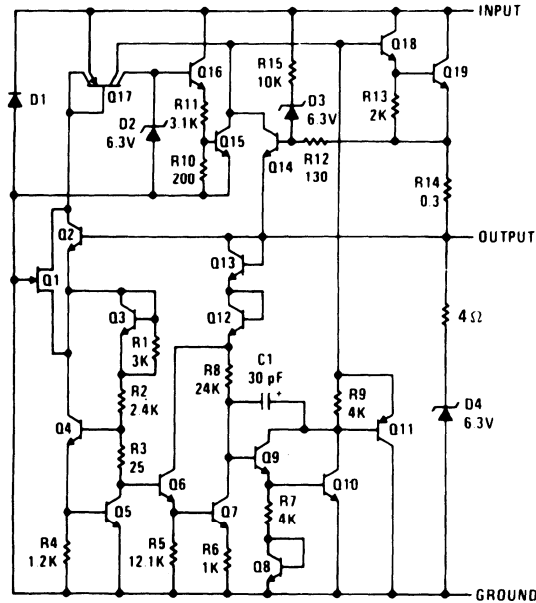 INPUT
Q16
Q18
R15
10K
Q19
D1
Q17
R11
3.1K
D2
6.3V
D3
6.3V
R13
2K
Q15
R10
200
Q14
R12
130
R14
0.3
Q2
OUTPUT
Q13
Q1
Q3
Q12
4Ω
R1
3K
C1
30 pF
+
R8
24K
R2
2.4K
R9
4K
D4
6.3V
Q4
Q11
R3
25
Q9
Q6
Q10
Q5
Q7
R7
4K
R4
1.2K
R5
12.1K
R6
1K
Q8
GROUND